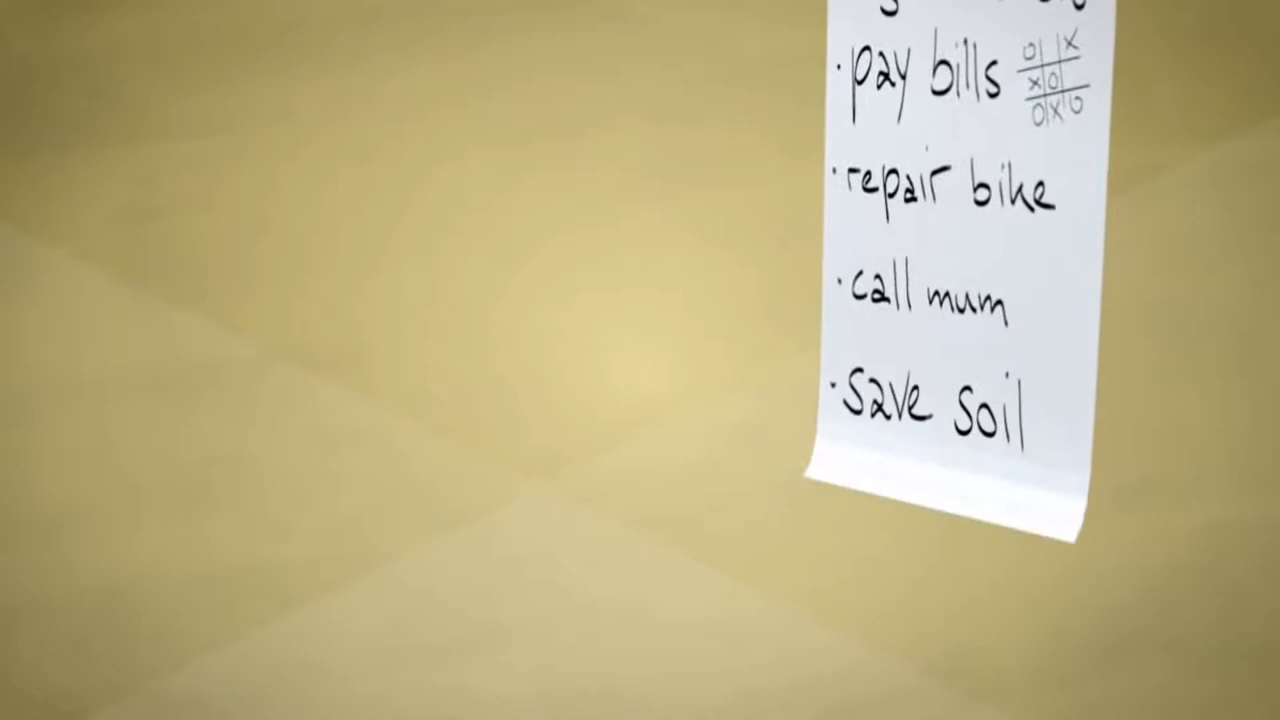 · pay bills
· repair bike
· call mum
· save soil